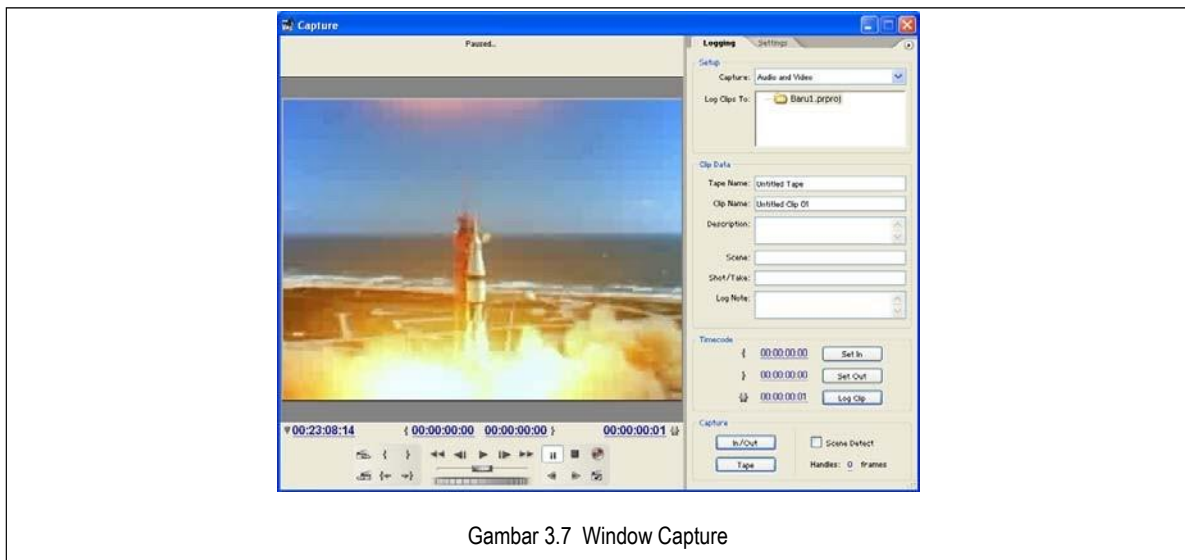 Capture
Paused..
Logging Settings
Setup
Capture: Audio and Video
Log Clips To: Baru1.prproj
Clip Data
Tape Name: Untitled Tape
Clip Name: Untitled Clip 01
Description:
Scene:
Shot/Take:
Log Note:
Timecode
{ 00:00:00:00 Set In
} 00:00:00:00 Set Out
{} 00:00:00:01 Log Clip
00:23:08:14 { 00:00:00:00 00:00:00:00 } 00:00:00:01 {}
Capture
In/Out Scene Detect
Tape Handles: 0 frames
Gambar 3.7 Window Capture